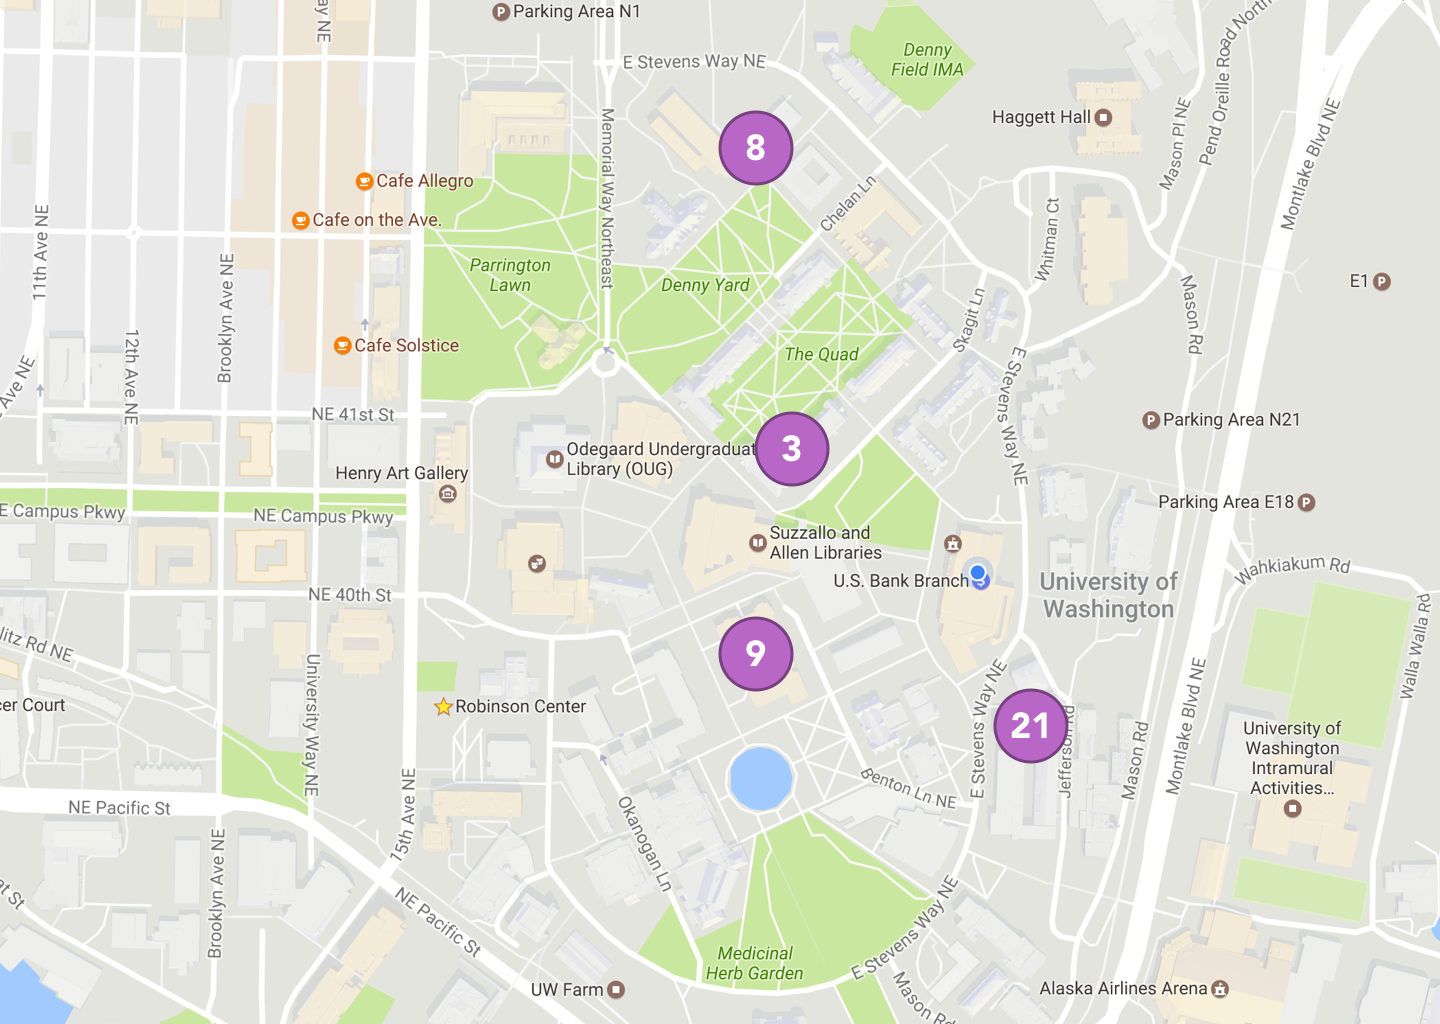 Parking Area N1
ay NE
E Stevens Way NE
Denny
Field IMA
Pend Oreille Road North
Haggett Hall
8
Mason Pl NE
Montlake Blvd NE
Memorial Way Northeast
Cafe Allegro
Cafe on the Ave.
Chelan Ln
11th Ave NE
Brooklyn Ave NE
Parrington
Lawn
Denny Yard
Whitman Ct
E1
Mason Rd
Skagit Ln
12th Ave NE
Cafe Solstice
The Quad
Ave NE
E Stevens Way NE
NE 41st St
Parking Area N21
Henry Art Gallery
Odegaard Undergraduat
Library (OUG)
3
E Campus Pkwy
NE Campus Pkwy
Parking Area E18
Suzzallo and
Allen Libraries
U.S. Bank Branch
University of
Washington
Wahkiakum Rd
NE 40th St
litz Rd NE
University Way NE
9
Walla Walla Rd
cer Court
Robinson Center
E Stevens Way NE
21
Jefferson Rd
Mason Rd
Montlake Blvd NE
University of
Washington
Intramural
Activities...
NE Pacific St
15th Ave NE
Okanogan Ln
Benton Ln NE
Brooklyn Ave NE
at St
NE Pacific St
Medicinal
Herb Garden
E Stevens Way NE
Mason Rd
UW Farm
Alaska Airlines Arena